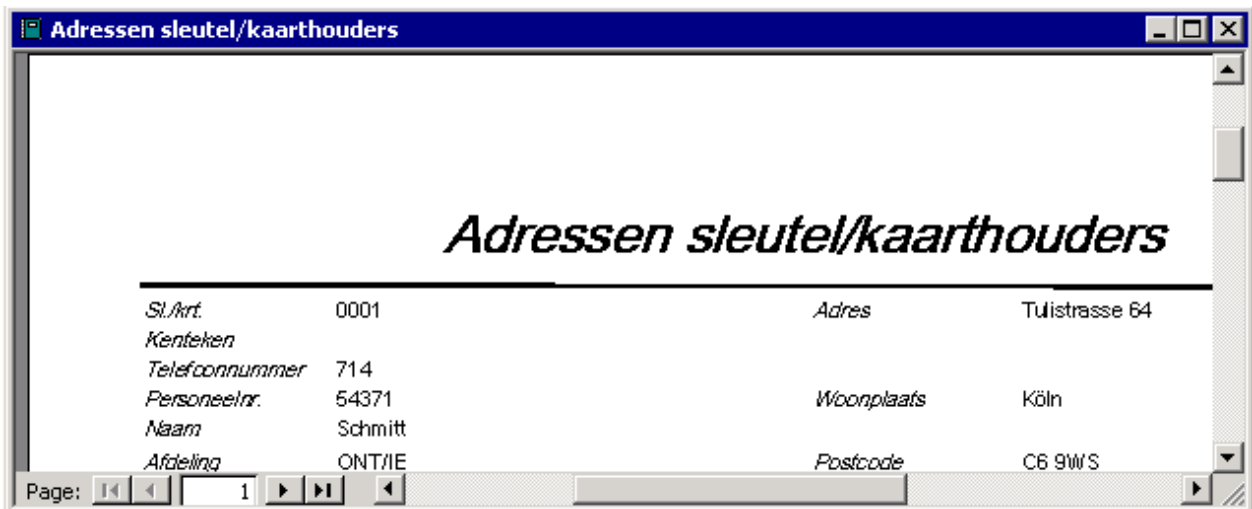 Adressen sleutel/kaarthouders
Adressen sleutel/kaarthouders
Sl./krt. 0001 Adres Tulistrasse 64
Kenteken
Telefoonnummer 714
Personeelnr. 54371 Woonplaats Köln
Naam Schmitt
Afdeling ONT/IE Postcode C6 9WS
Page: 1